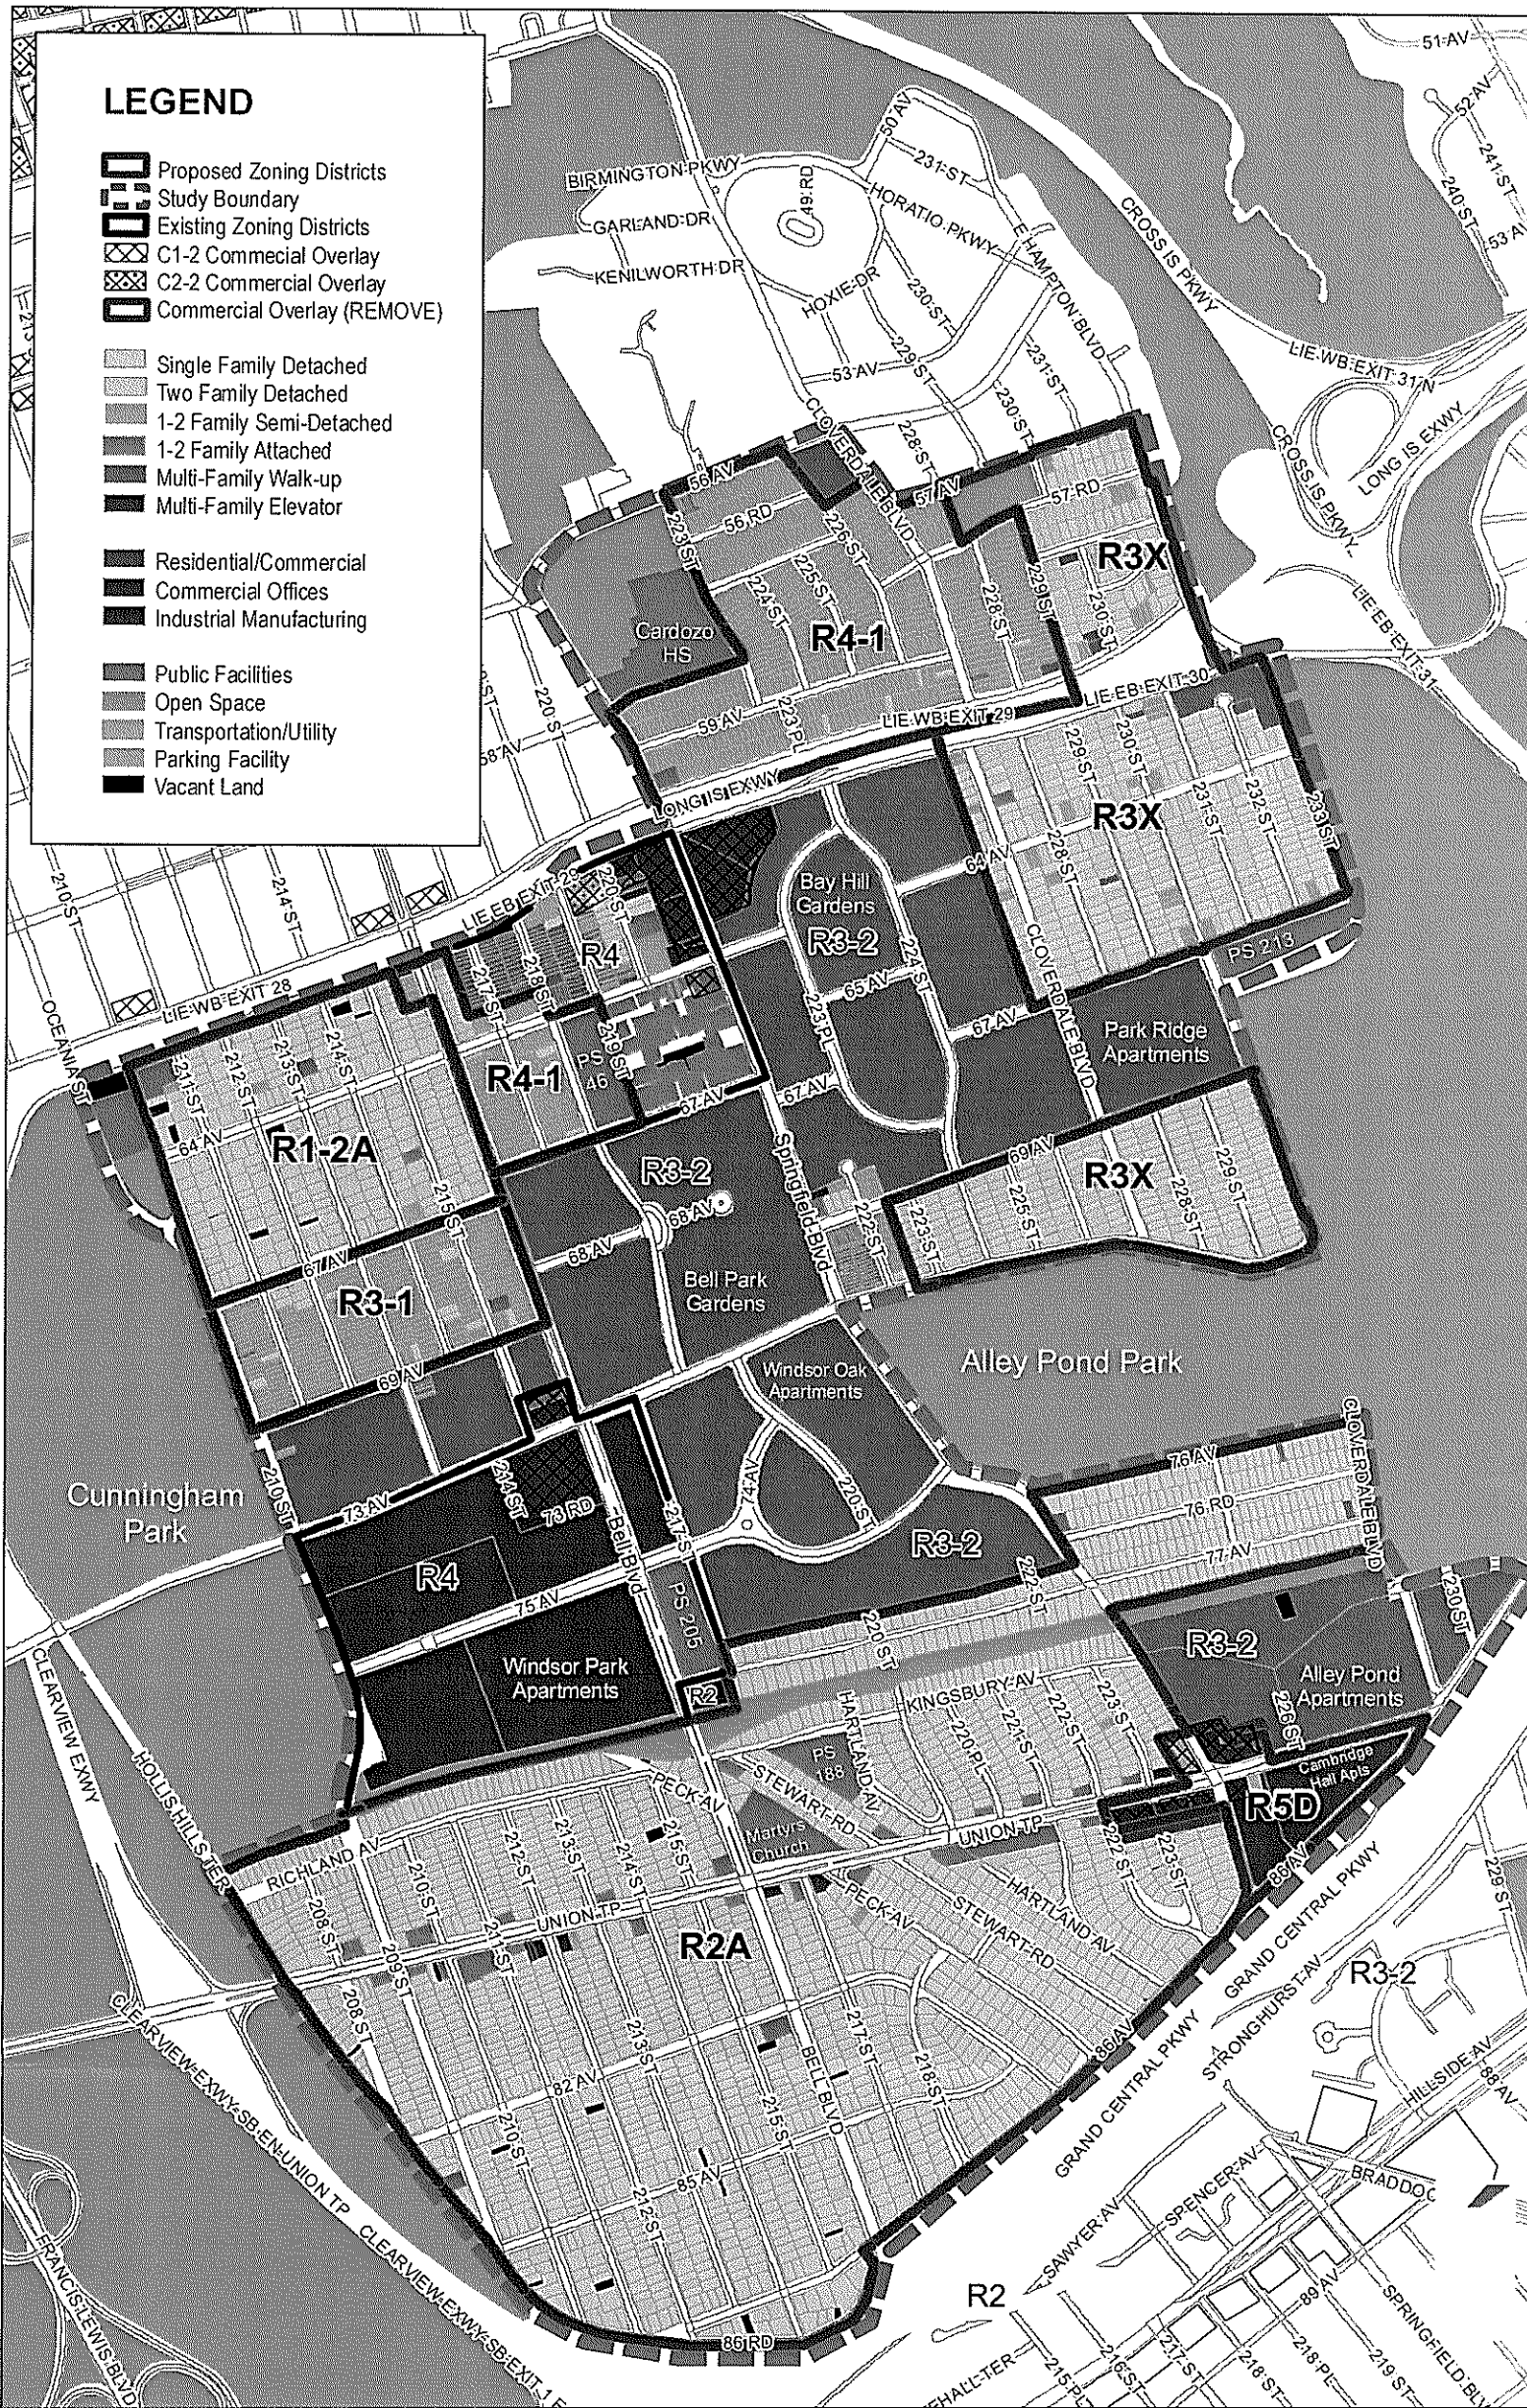 LEGEND
Proposed Zoning Districts
Study Boundary
Existing Zoning Districts
C1-2 Commecial Overlay
C2-2 Commercial Overlay
Commercial Overlay (REMOVE)
Single Family Detached
Two Family Detached
1-2 Family Semi-Detached
1-2 Family Attached
Multi-Family Walk-up
Multi-Family Elevator
Residential/Commercial
Commercial Offices
Industrial Manufacturing
Public Facilities
Open Space
Transportation/Utility
Parking Facility
Vacant Land
51 AV
52 AV
241 ST
240 ST
53 AV
50 AV
231 ST
BIRMINGTON PKWY
49 RD
HORATIO PKWY
GARLAND DR
E HAMPTON BLVD
CROSS IS PKWY
KENILWORTH DR
HOXIE DR
230 ST
229 ST
231 ST
53 AV
230 ST
LIE WB EXIT 31 N
CLOVERDALE BLVD
228 ST
CROSS IS PKWY
LONG IS EXWY
56 AV
57 AV
57 RD
56 RD
223 ST
226 ST
225 ST
224 ST
R3X
228 ST
229 ST
230 ST
LIE EB EXIT 31
Cardozo
HS
R4-1
220 ST
LIE EB EXIT 30
59 AV
223 PL
LIE WB EXIT 29
58 AV
229 ST
230 ST
LONG IS EXWY
231 ST
232 ST
233 ST
R3X
228 ST
64 AV
210 ST
214 ST
LIE EB EXIT 29
220 ST
Bay Hill
Gardens
R3-2
R4
217 ST
218 ST
224 ST
CLOVERDALE BLVD
PS 213
65 AV
OCEANIA ST
LIE WB EXIT 28
223 PL
67 AV
Park Ridge
Apartments
211 ST
212 ST
213 ST
214 ST
219 ST
R4-1
PS
46
67 AV
67 AV
64 AV
R1-2A
Springfield Blvd
69 AV
R3-2
R3X
215 ST
68 AV
68 AV
222 ST
223 ST
225 ST
228 ST
229 ST
67 AV
R3-1
Bell Park
Gardens
69 AV
Windsor Oak
Apartments
Alley Pond Park
CLOVERDALE BLVD
76 AV
Cunningham
Park
210 ST
214 ST
73 AV
73 RD
74 AV
220 ST
76 RD
Bell Blvd
217 ST
R3-2
77 AV
R4
222 ST
75 AV
PS 205
230 ST
220 ST
R3-2
Windsor Park
Apartments
Alley Pond
Apartments
R2
CLEARVIEW EXWY
HOLLIS HILLS TER
HARTLAND AV
KINGSBURY AV
220 PL
221 ST
222 ST
223 ST
226 ST
PS
188
Cambridge
Hall Apts
PECK AV
STEWART RD
R5D
Martyrs
Church
UNION TP
222 ST
223 ST
86 AV
RICHLAND AV
212 ST
213 ST
214 ST
215 ST
210 ST
208 ST
209 ST
211 ST
UNION TP
R2A
PECK AV
HARTLAND AV
STEWART RD
GRAND CENTRAL PKWY
229 ST
STRONGHURST AV
R3-2
CLEARVIEW EXWY SB EN UNION TP
208 ST
213 ST
217 ST
86 AV
HILLSIDE AV
88 AV
82 AV
BELL BLVD
218 ST
GRAND CENTRAL PKWY
210 ST
215 ST
85 AV
SPENCER AV
BRADDOC
212 ST
SAWYER AV
FRANCIS LEWIS BLVD
CLEARVIEW EXWY SB EXIT 1 E
R2
89 AV
SPRINGFIELD BLV
86 RD
EHALL TER
215 PL
216 ST
217 ST
218 ST
218 PL
219 ST